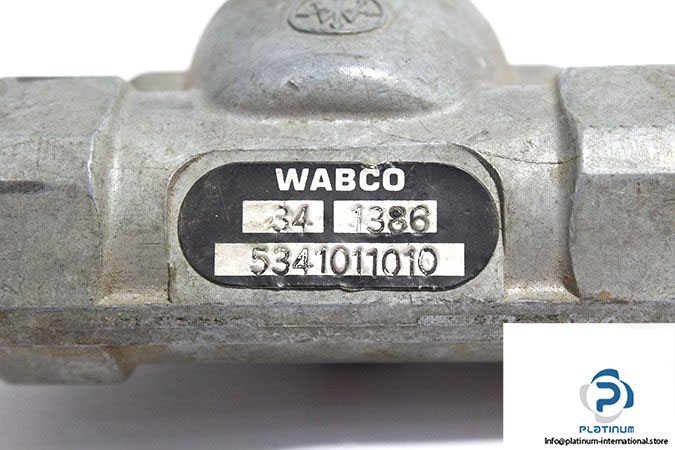 WABCO
34 1386
5341011010
PLATINUM
Info@platinum-international.store